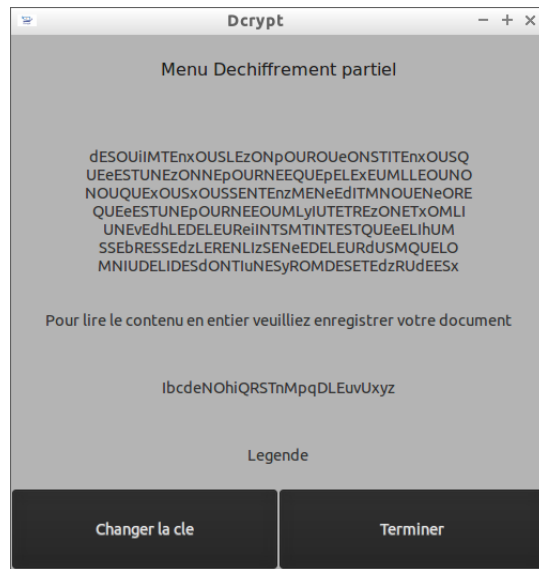 Dcrypt
Menu Dechiffrement partiel
dESOUiIMTEnxOUSLEzONpOUROUeONSTITEnxOUSQ
UEeESTUNEzONNEpOURNEEQUEpELExEUMLLEOUNO
NOUQUExOUSxOUSSENTEnzMENeEdITMNOUENeORE
QUEeESTUNEpOURNEEOUMLyIUTETREzONETxOMLI
UNEvEdhLEDELEUReiINTSMTINTESTQUEeELIhUM
SSEbRESSEdzLERENLIzSENeEDELEURdUSMQUELO
MNIUDELIDESdONTIuNESyROMDESETEdzRUdEESx
Pour lire le contenu en entier veuilliez enregistrer votre document
IbcdeNOhiQRSTnMpqDLEuvUxyz
Legende
Changer la cle
Terminer